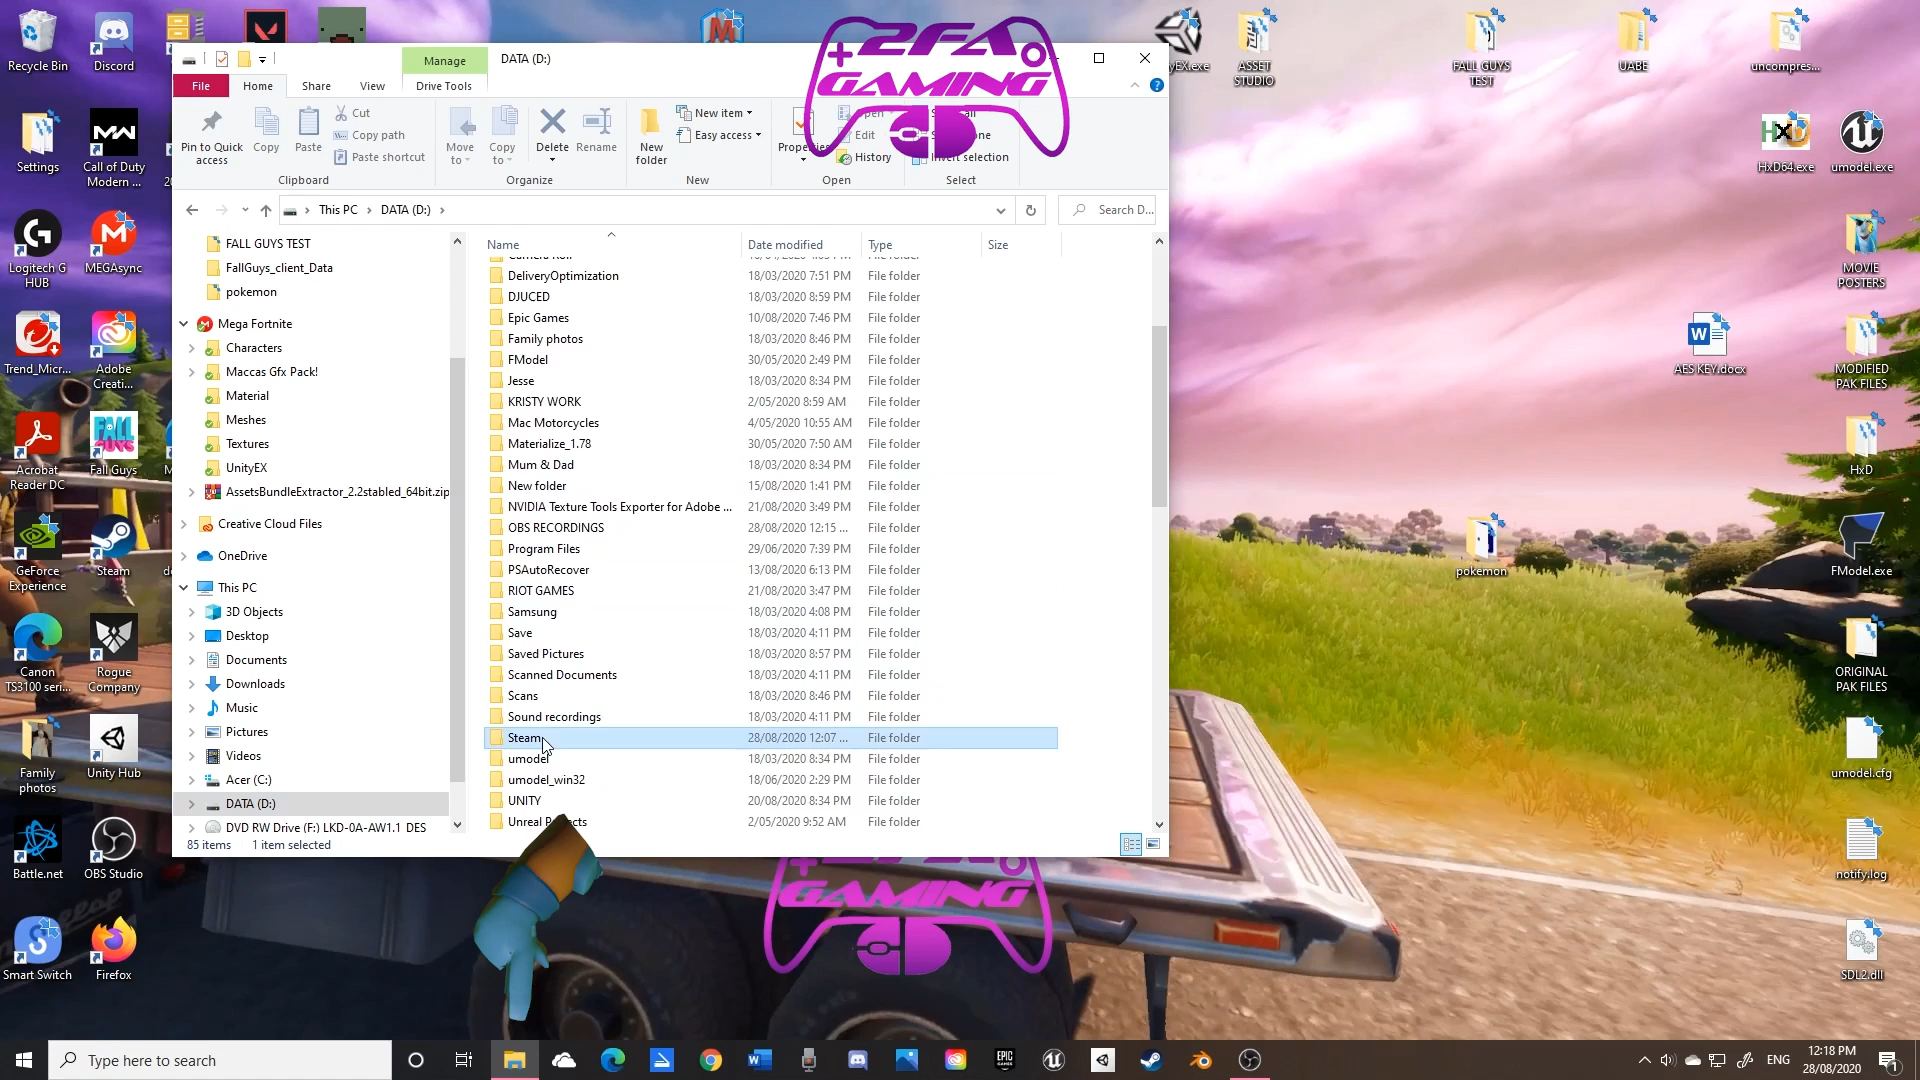 Recycle Bin
Discord
Manage
DATA (D:)
File
Home
Share
View
Drive Tools
Pin to Quick access
Copy
Paste
Cut
Copy path
Paste shortcut
Clipboard
Move to
Copy to
Delete
Rename
Organize
New folder
New item
Easy access
New
Edit
History
Open
Invert selection
Select
2FA
GAMING
This PC
DATA (D:)
Search D...
Name
Date modified
Type
Size
FALL GUYS TEST
FallGuys_client_Data
pokemon
Mega Fortnite
Characters
Maccas Gfx Pack!
Material
Meshes
Textures
UnityEX
AssetsBundleExtractor_2.2stabled_64bit.zip
Creative Cloud Files
OneDrive
This PC
3D Objects
Desktop
Documents
Downloads
Music
Pictures
Videos
Acer (C:)
DATA (D:)
DVD RW Drive (F:) LKD-0A-AW1.1 DES
DeliveryOptimization 18/03/2020 7:51 PM File folder
DJUCED 18/03/2020 8:59 PM File folder
Epic Games 10/08/2020 7:46 PM File folder
Family photos 18/03/2020 8:46 PM File folder
FModel 30/05/2020 2:49 PM File folder
Jesse 18/03/2020 8:34 PM File folder
KRISTY WORK 2/05/2020 8:59 AM File folder
Mac Motorcycles 4/05/2020 10:55 AM File folder
Materialize_1.78 30/05/2020 7:50 AM File folder
Mum & Dad 18/03/2020 8:34 PM File folder
New folder 15/08/2020 1:41 PM File folder
NVIDIA Texture Tools Exporter for Adobe ... 21/08/2020 3:49 PM File folder
OBS RECORDINGS 28/08/2020 12:15 ... File folder
Program Files 29/06/2020 7:39 PM File folder
PSAutoRecover 13/08/2020 6:13 PM File folder
RIOT GAMES 21/08/2020 3:47 PM File folder
Samsung 18/03/2020 4:08 PM File folder
Save 18/03/2020 4:11 PM File folder
Saved Pictures 18/03/2020 8:57 PM File folder
Scanned Documents 18/03/2020 4:11 PM File folder
Scans 18/03/2020 8:46 PM File folder
Sound recordings 18/03/2020 4:11 PM File folder
Steam 28/08/2020 12:07 ... File folder
umodel 18/03/2020 8:34 PM File folder
umodel_win32 18/06/2020 2:29 PM File folder
UNITY 20/08/2020 8:34 PM File folder
Unreal Projects 2/05/2020 9:52 AM File folder
85 items
1 item selected
Settings
Call of Duty Modern ...
Logitech G HUB
MEGAsync
Trend_Micr...
Adobe Creati...
Acrobat Reader DC
FALL GUYS
Fall Guys
GeForce Experience
Steam
Canon TS3100 seri...
Rogue Company
Family photos
Unity Hub
Battle.net
OBS Studio
Smart Switch
Firefox
ASSET STUDIO
FALL GUYS TEST
UABE
uncompres...
HxD64.exe
umodel.exe
MOVIE POSTERS
AES KEY.docx
MODIFIED PAK FILES
HxD
pokemon
FModel.exe
ORIGINAL PAK FILES
umodel.cfg
notify.log
SDL2.dll
GAMING
Type here to search
EPIC GAMES
ENG
12:18 PM
28/08/2020
1